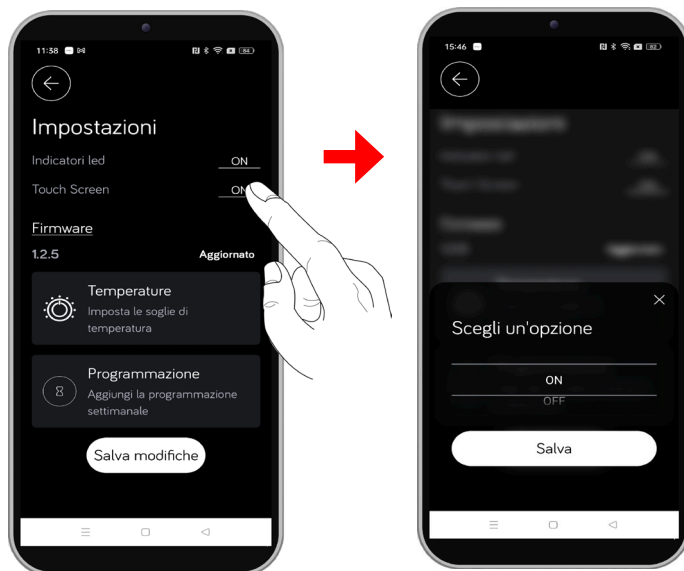 11:38
84
Impostazioni
Indicatori led ON
Touch Screen ON
Firmware
1.2.5 Aggiornato
Temperature
Imposta le soglie di
temperatura
Programmazione
Aggiungi la programmazione
settimanale
Salva modifiche
15:46
82
Impostazioni
Scegli un'opzione
ON
OFF
Salva